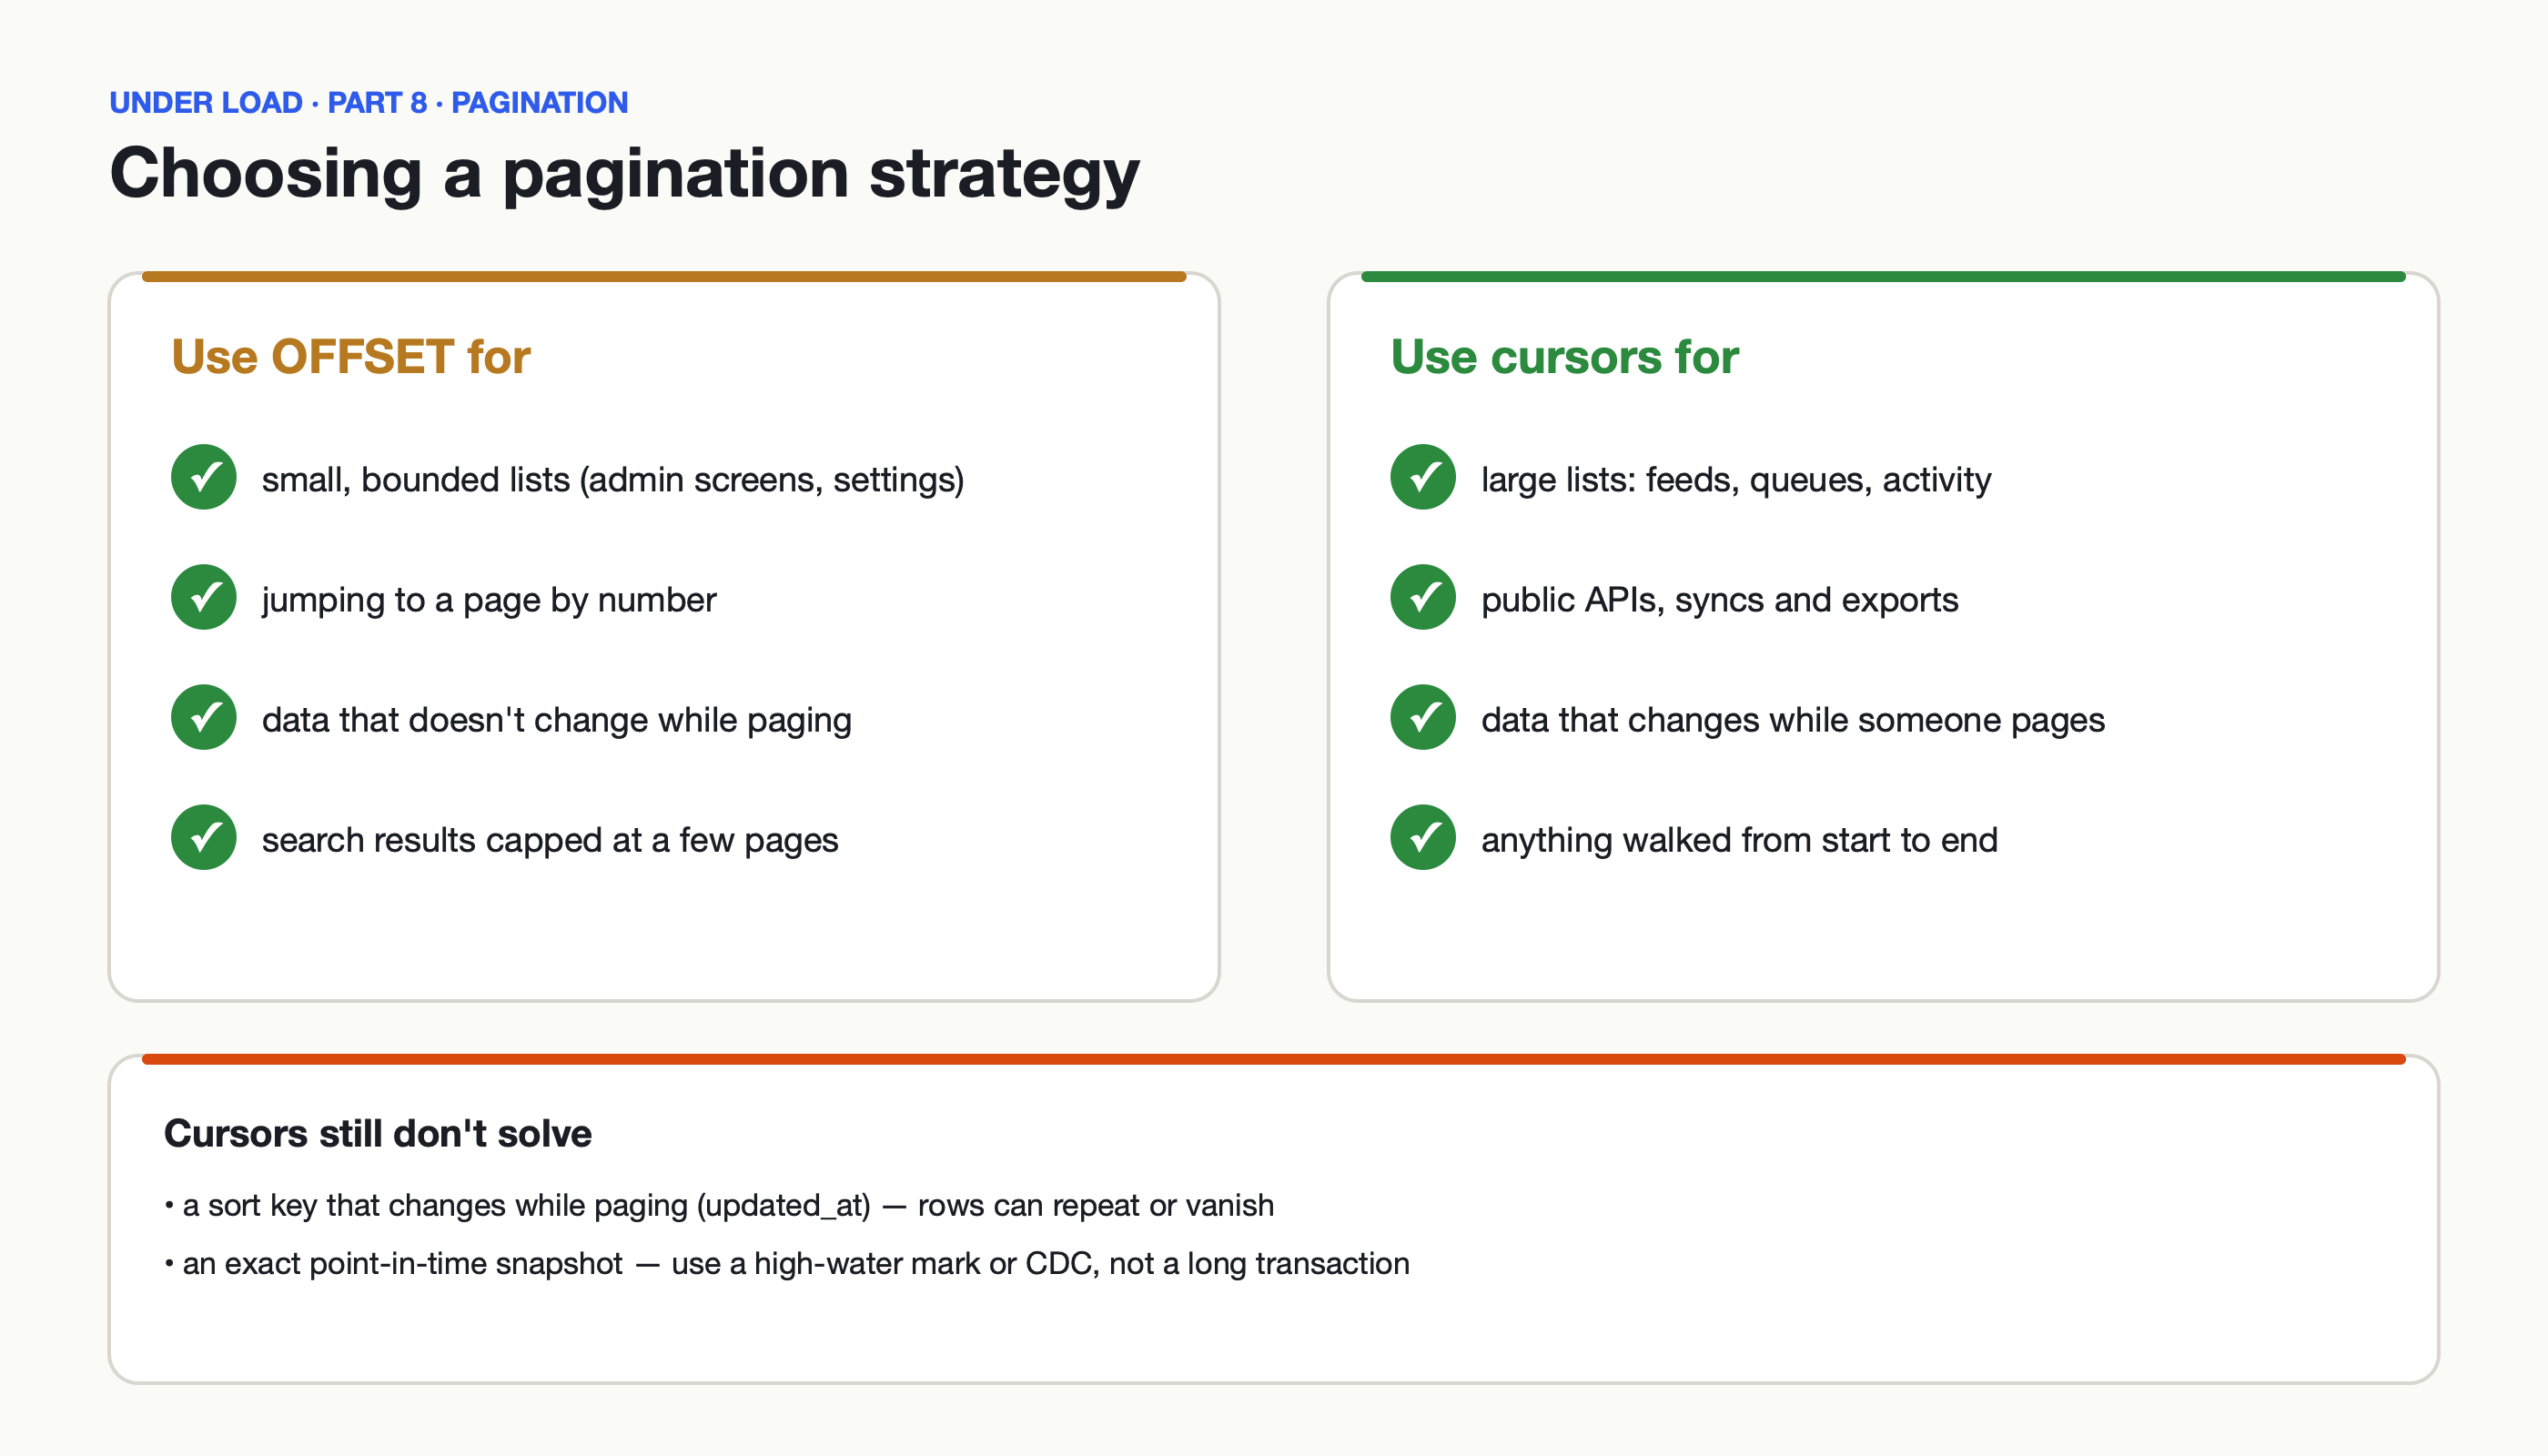 UNDER LOAD · PART 8 · PAGINATION
Choosing a pagination strategy
Use OFFSET for
small, bounded lists (admin screens, settings)
jumping to a page by number
data that doesn't change while paging
search results capped at a few pages
Use cursors for
large lists: feeds, queues, activity
public APIs, syncs and exports
data that changes while someone pages
anything walked from start to end
Cursors still don't solve
• a sort key that changes while paging (updated_at) — rows can repeat or vanish
• an exact point-in-time snapshot — use a high-water mark or CDC, not a long transaction